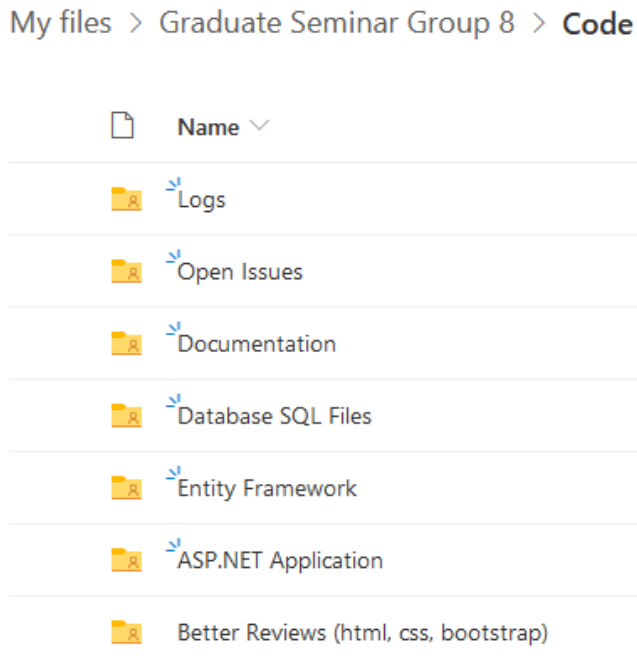 My files > Graduate Seminar Group 8 > Code
Name
Logs
Open Issues
Documentation
Database SQL Files
Entity Framework
ASP.NET Application
Better Reviews (html, css, bootstrap)